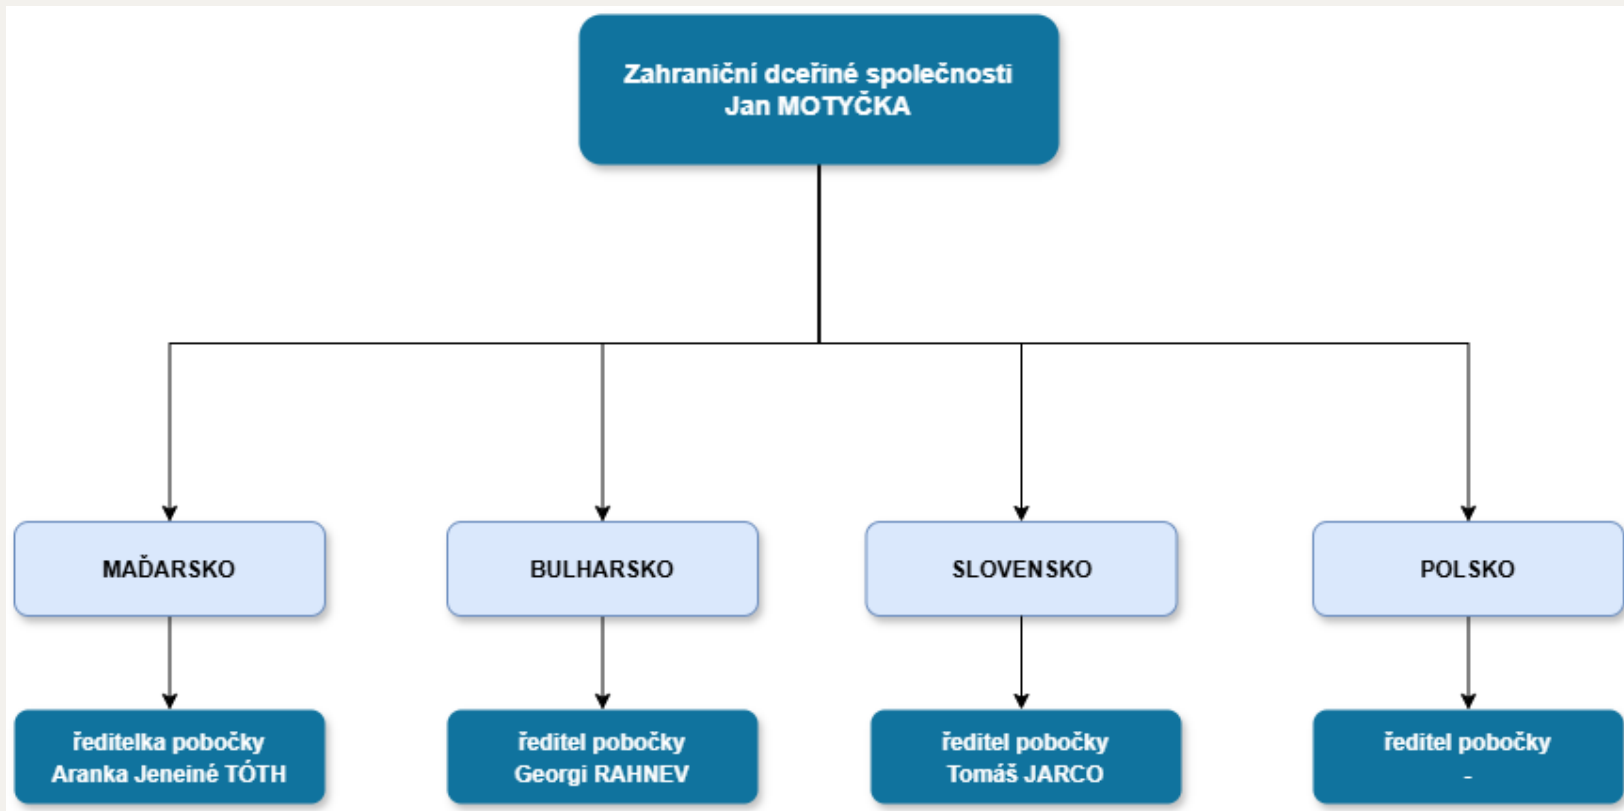 Zahraniční dceřiné společnosti
Jan MOTYČKA
MAĎARSKO
BULHARSKO
SLOVENSKO
POLSKO
ředitelka pobočky
Aranka Jeneiné TÓTH
ředitel pobočky
Georgi RAHNEV
ředitel pobočky
Tomáš JARCO
ředitel pobočky
-